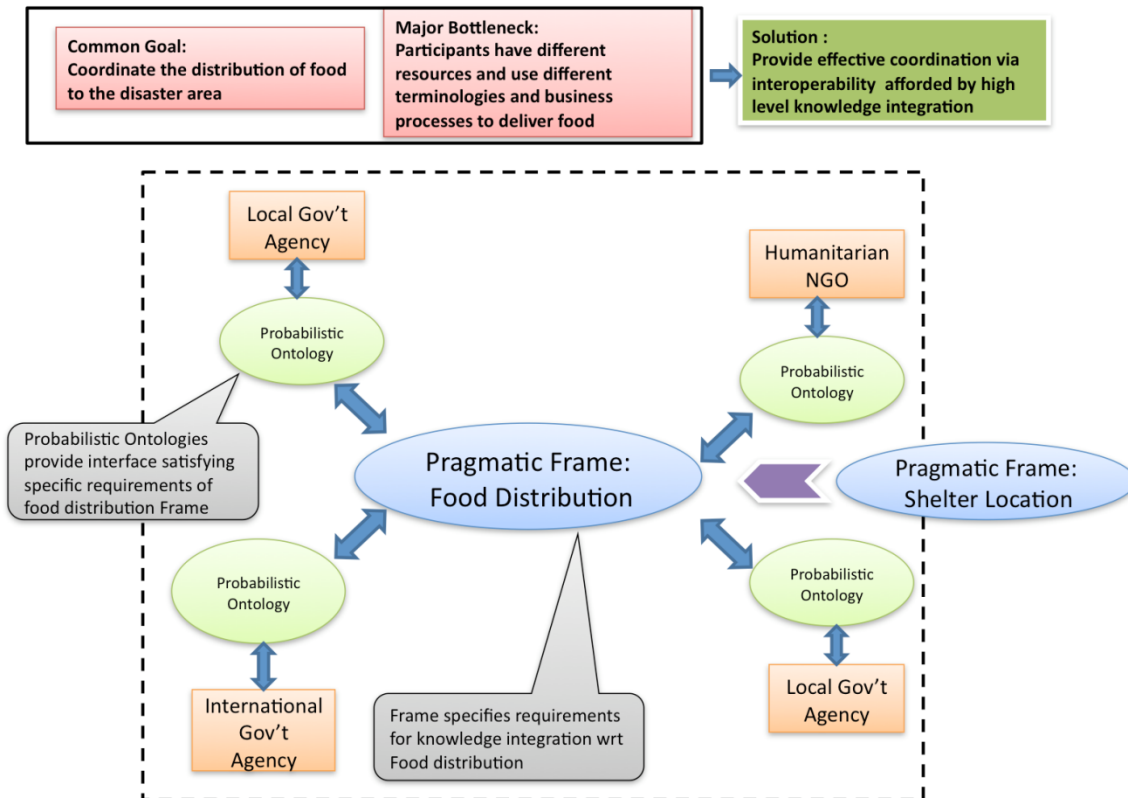 Common Goal:
Coordinate the distribution of food
to the disaster area
Major Bottleneck:
Participants have different
resources and use different
terminologies and business
processes to deliver food
Solution :
Provide effective coordination via
interoperability afforded by high
level knowledge integration
Local Gov’t
Agency
Humanitarian
NGO
Probabilistic
Ontology
Probabilistic
Ontology
Probabilistic Ontologies
provide interface satisfying
specific requirements of
food distribution Frame
Pragmatic Frame:
Food Distribution
Pragmatic Frame:
Shelter Location
Probabilistic
Ontology
Probabilistic
Ontology
International
Gov’t
Agency
Frame specifies requirements
for knowledge integration wrt
Food distribution
Local Gov’t
Agency